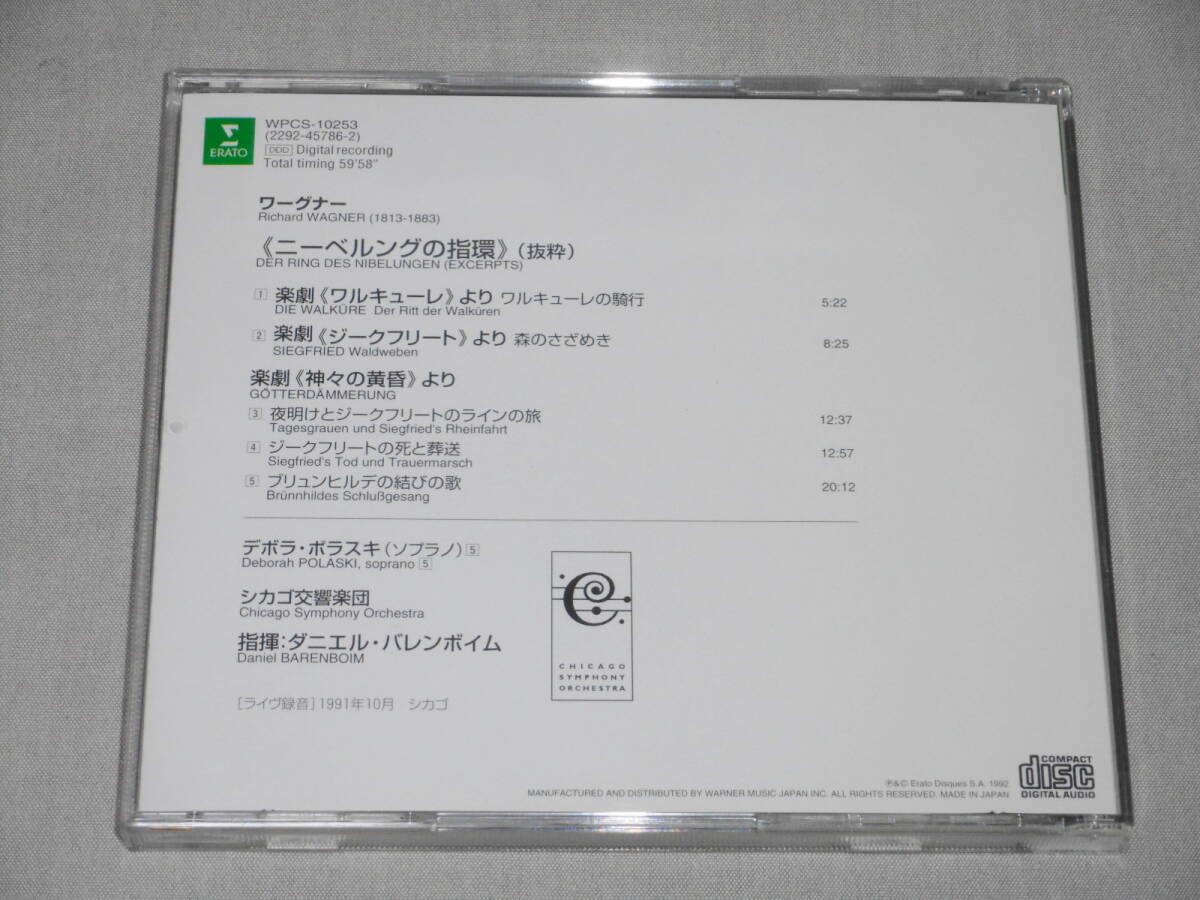 ERATO
WPCS-10253
(2292-45786-2)
DDD Digital recording
Total timing 59'58"
ワーグナー
Richard WAGNER (1813-1883)
《ニーベルングの指環》(抜粋)
DER RING DES NIBELUNGEN (EXCERPTS)
1 楽劇《ワルキューレ》より ワルキューレの騎行 5:22
DIE WALKÜRE Der Ritt der Walküren
2 楽劇《ジークフリート》より 森のさざめき 8:25
SIEGFRIED Waldweben
楽劇《神々の黄昏》より
GÖTTERDÄMMERUNG
3 夜明けとジークフリートのラインの旅 12:37
Tagesgrauen und Siegfried's Rheinfahrt
4 ジークフリートの死と葬送 12:57
Siegfried's Tod und Trauermarsch
5 ブリュンヒルデの結びの歌 20:12
Brünnhildes Schlußgesang
デボラ・ポラスキ(ソプラノ) 5
Deborah POLASKI, soprano 5
シカゴ交響楽団
Chicago Symphony Orchestra
指揮:ダニエル・バレンボイム
Daniel BARENBOIM
CHICAGO
SYMPHONY
ORCHESTRA
[ライヴ録音]1991年10月 シカゴ
℗&© Erato Disques S.A. 1992
MANUFACTURED AND DISTRIBUTED BY WARNER MUSIC JAPAN INC. ALL RIGHTS RESERVED. MADE IN JAPAN
COMPACT
disc
DIGITAL AUDIO